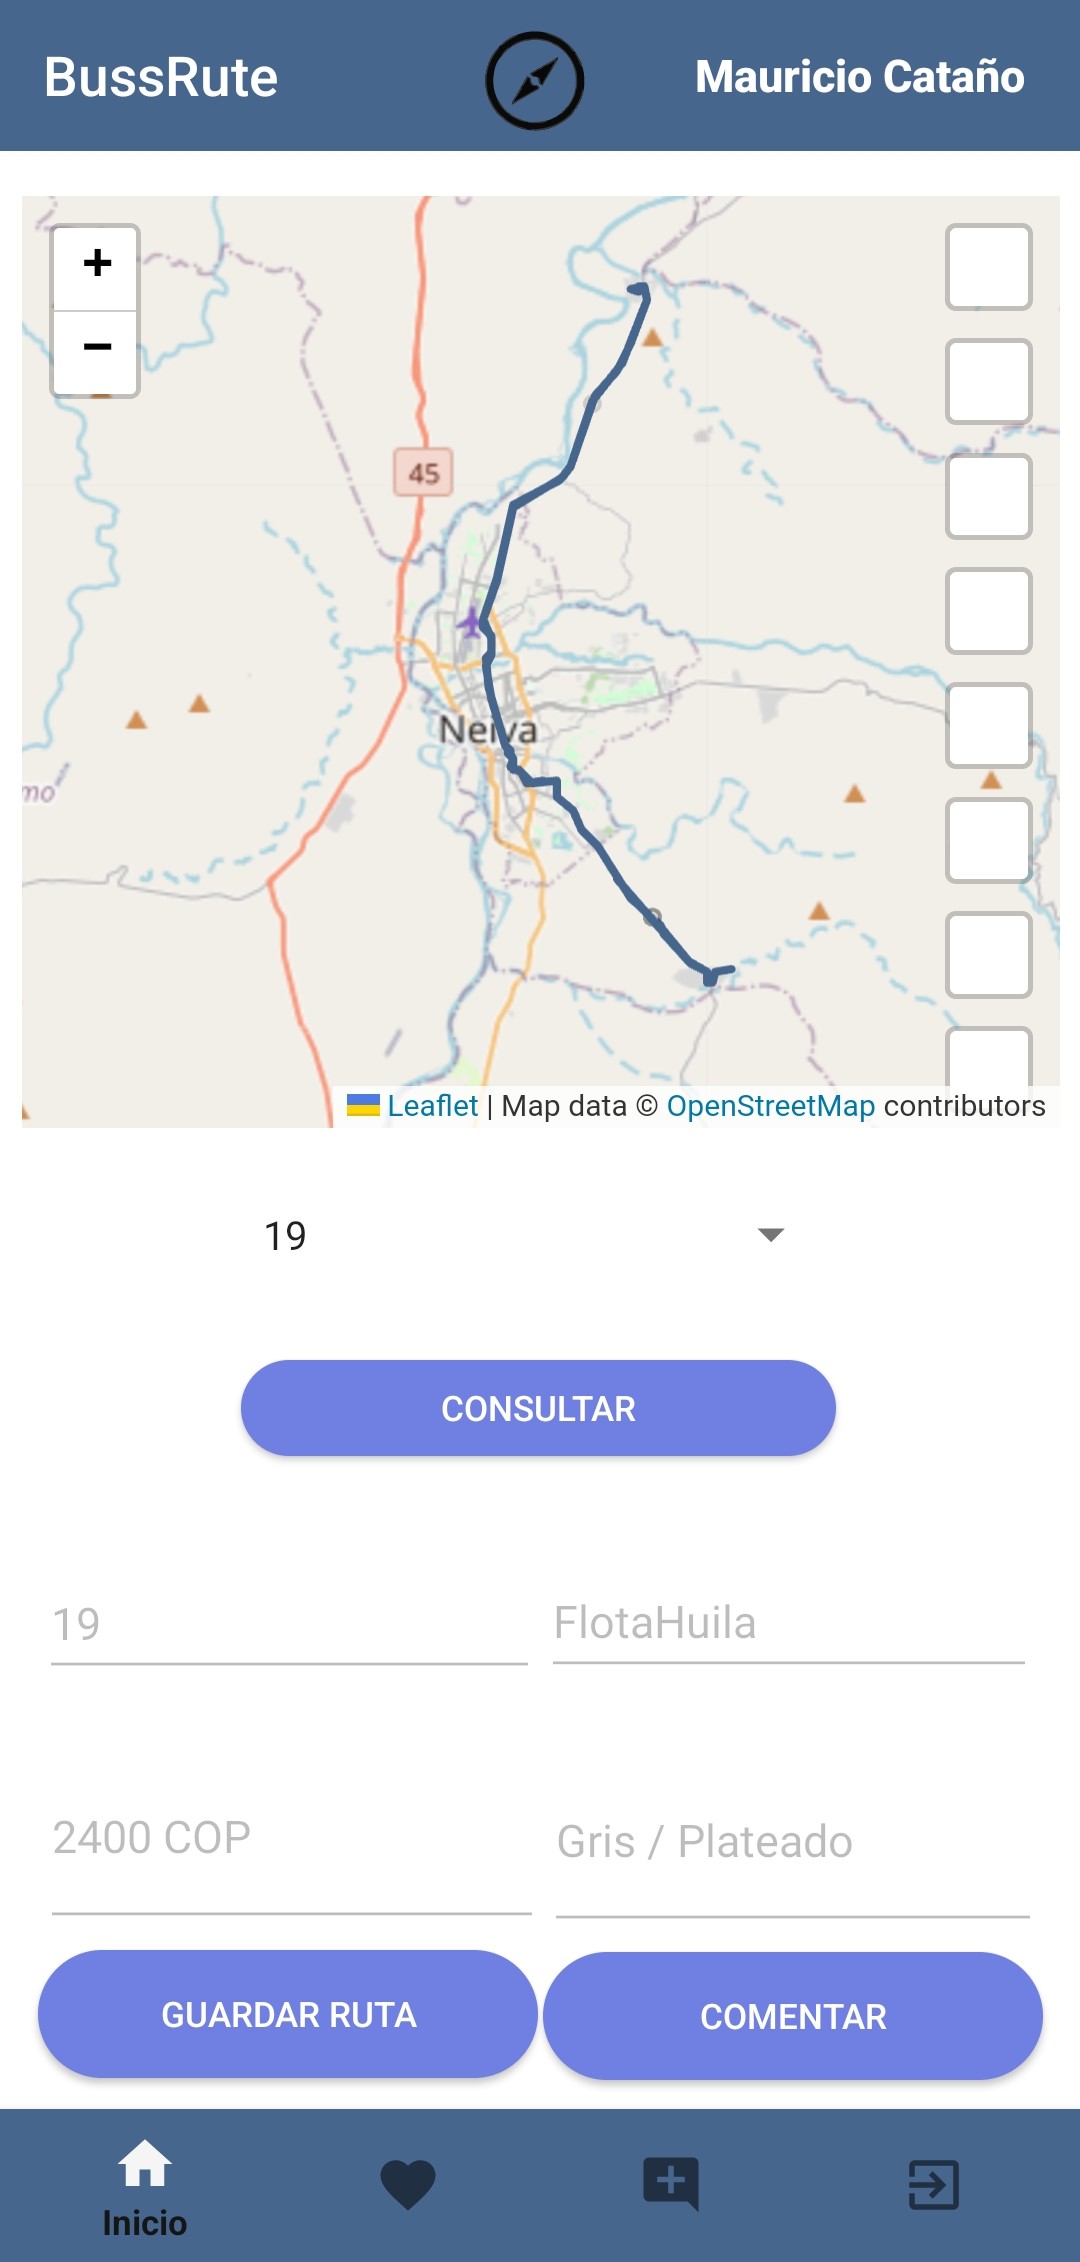 BussRute
Mauricio Cataño
+
−
45
Neiva
mo
Leaflet | Map data © OpenStreetMap contributors
19
CONSULTAR
19
FlotaHuila
2400 COP
Gris / Plateado
GUARDAR RUTA
COMENTAR
Inicio